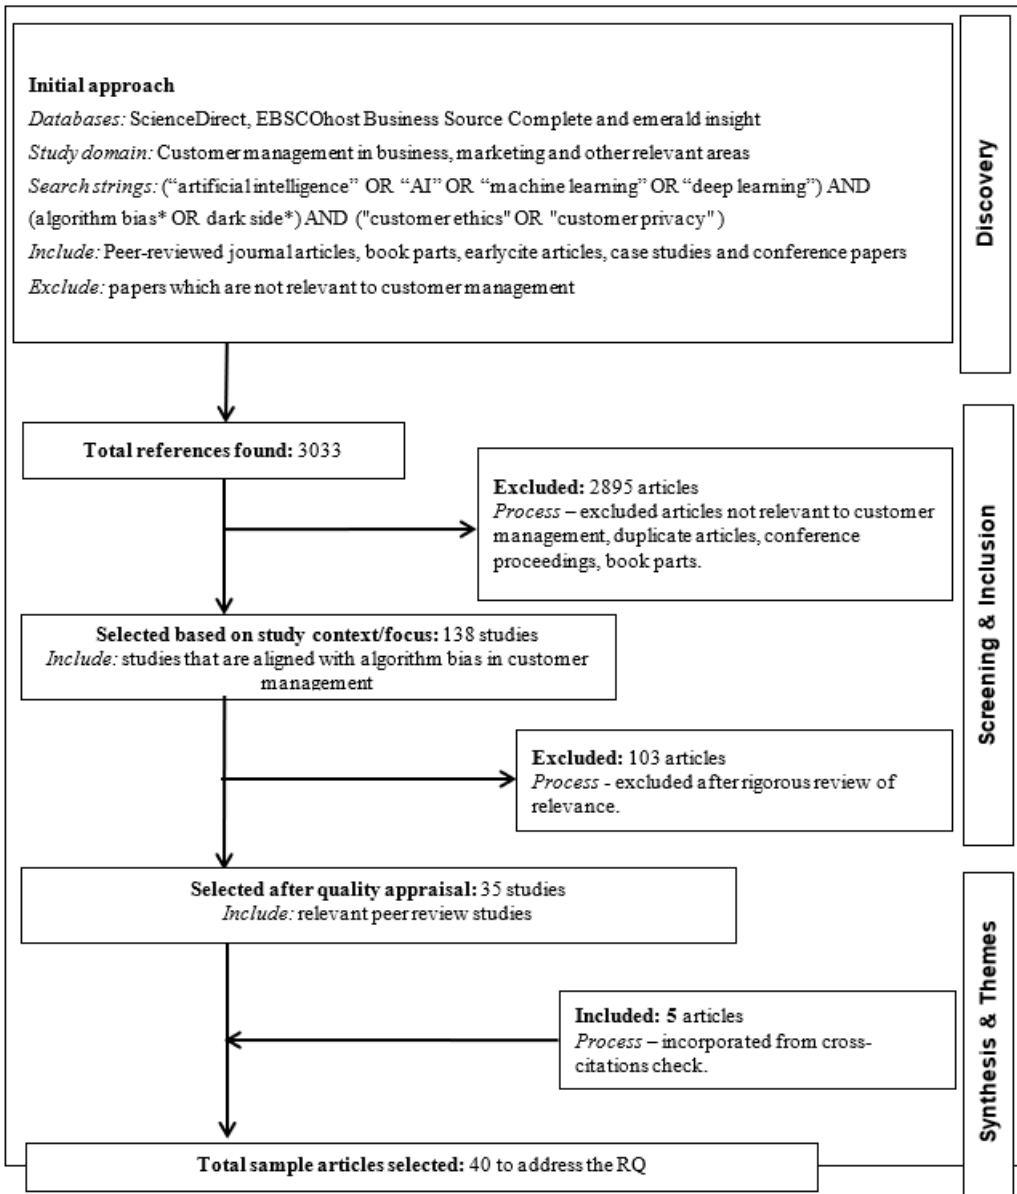 Initial approach
Databases: ScienceDirect, EBSCOhost Business Source Complete and emerald insight
Study domain: Customer management in business, marketing and other relevant areas
Search strings: (“artificial intelligence” OR “AI” OR “machine learning” OR “deep learning”) AND
(algorithm bias* OR dark side*) AND ("customer ethics" OR "customer privacy" )
Include: Peer-reviewed journal articles, book parts, earlycite articles, case studies and conference papers
Exclude: papers which are not relevant to customer management
Discovery
Total references found: 3033
Excluded: 2895 articles
Process – excluded articles not relevant to customer
management, duplicate articles, conference
proceedings, book parts.
Selected based on study context/focus: 138 studies
Include: studies that are aligned with algorithm bias in customer
management
Excluded: 103 articles
Process - excluded after rigorous review of
relevance.
Screening & Inclusion
Selected after quality appraisal: 35 studies
Include: relevant peer review studies
Included: 5 articles
Process – incorporated from cross-
citations check.
Total sample articles selected: 40 to address the RQ
Synthesis & Themes